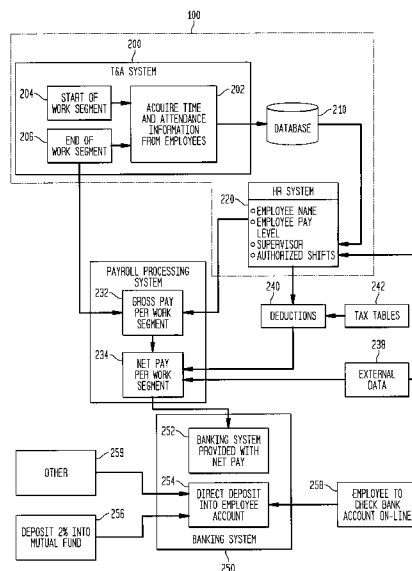 100
200
T&A SYSTEM
204
START OF
WORK SEGMENT
202
ACQUIRE TIME
AND ATTENDANCE
INFORMATION
FROM EMPLOYEES
206
END OF
WORK SEGMENT
210
DATABASE
HR SYSTEM
220
EMPLOYEE NAME
EMPLOYEE PAY
LEVEL
SUPERVISOR
AUTHORIZED SHIFTS
PAYROLL PROCESSING
SYSTEM
232
GROSS PAY
PER WORK
SEGMENT
240
DEDUCTIONS
242
TAX TABLES
234
NET PAY
PER WORK
SEGMENT
238
EXTERNAL
DATA
252
BANKING SYSTEM
PROVIDED WITH
NET PAY
259
OTHER
254
DIRECT DEPOSIT
INTO EMPLOYEE
ACCOUNT
258
EMPLOYEE TO
CHECK BANK
ACCOUNT ON-LINE
256
DEPOSIT 2% INTO
MUTUAL FUND
BANKING SYSTEM
250